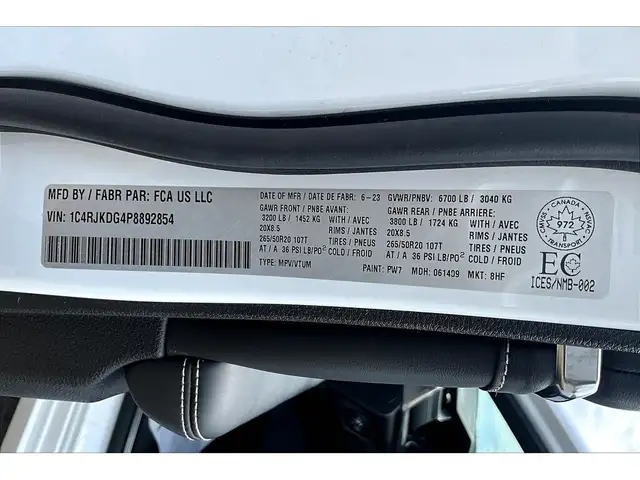 MFD BY / FABR PAR: FCA US LLC
VIN: 1C4RJKDG4P8892854
DATE OF MFR / DATE DE FABR: 6-23
GVWR/PNBV: 6700 LB / 3040 KG
GAWR FRONT / PNBE AVANT:
3200 LB / 1452 KG WITH / AVEC
20X8.5 RIMS / JANTES
265/50R20 107T TIRES / PNEUS
AT / A 36 PSI LB/PO² COLD / FROID
TYPE: MPV/VTUM
GAWR REAR / PNBE ARRIERE:
3800 LB / 1724 KG WITH / AVEC
20X8.5 RIMS / JANTES
265/50R20 107T TIRES / PNEUS
AT / A 36 PSI LB/PO² COLD / FROID
PAINT: PW7 MDH: 061409 MKT: 8HF
CANADA
CMVSS NSVAC
972
TRANSPORT
EC
ICES/NMB-002